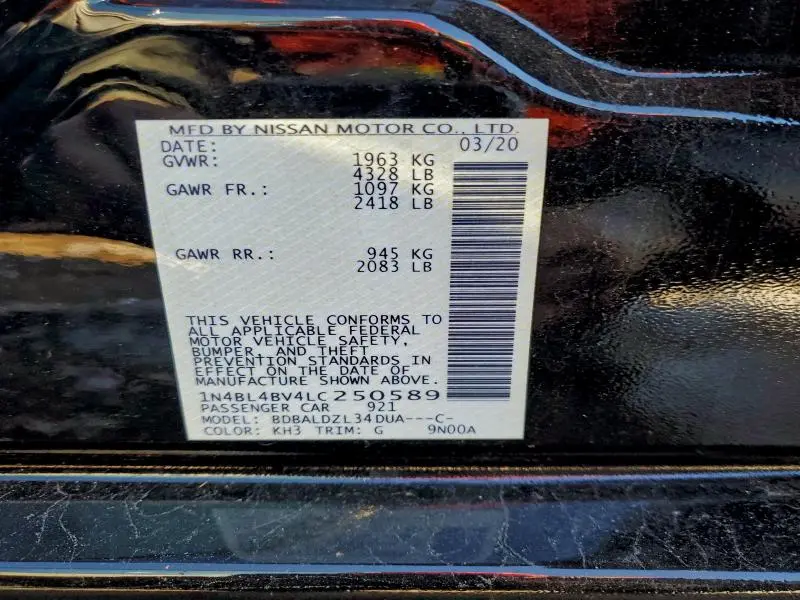 MFD BY NISSAN MOTOR CO., LTD.
DATE: 03/20
GVWR: 1963 KG
4328 LB
GAWR FR.: 1097 KG
2418 LB
GAWR RR.: 945 KG
2083 LB
THIS VEHICLE CONFORMS TO
ALL APPLICABLE FEDERAL
MOTOR VEHICLE SAFETY,
BUMPER, AND THEFT
PREVENTION STANDARDS IN
EFFECT ON THE DATE OF
MANUFACTURE SHOWN ABOVE.
1N4BL4BV4LC250589
PASSENGER CAR 921
MODEL: BDBALDZL34DUA---C-
COLOR: KH3 TRIM: G 9N00A